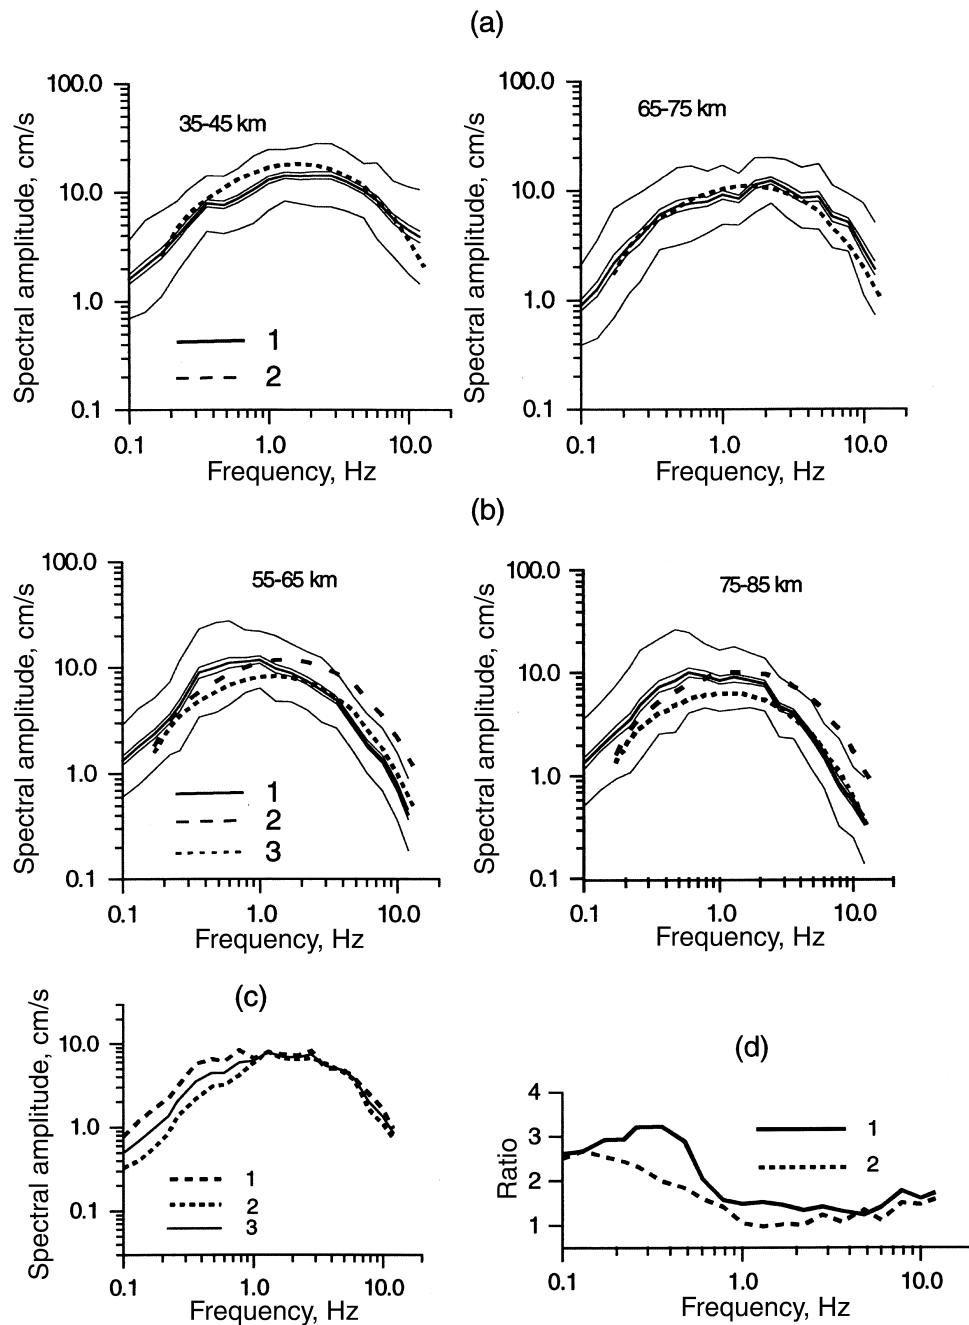 (a)
Spectral amplitude, cm/s
100.0
10.0
1.0
0.1
35-45 km
1
2
0.1 1.0 10.0
Frequency, Hz
Spectral amplitude, cm/s
100.0
10.0
1.0
0.1
65-75 km
0.1 1.0 10.0
Frequency, Hz
(b)
Spectral amplitude, cm/s
100.0
10.0
1.0
0.1
55-65 km
1
2
3
0.1 1.0 10.0
Frequency, Hz
Spectral amplitude, cm/s
100.0
10.0
1.0
0.1
75-85 km
0.1 1.0 10.0
Frequency, Hz
(c)
Spectral amplitude, cm/s
10.0
1.0
0.1
1
2
3
0.1 1.0 10.0
Frequency, Hz
(d)
Ratio
4
3
2
1
1
2
0.1 1.0 10.0
Frequency, Hz